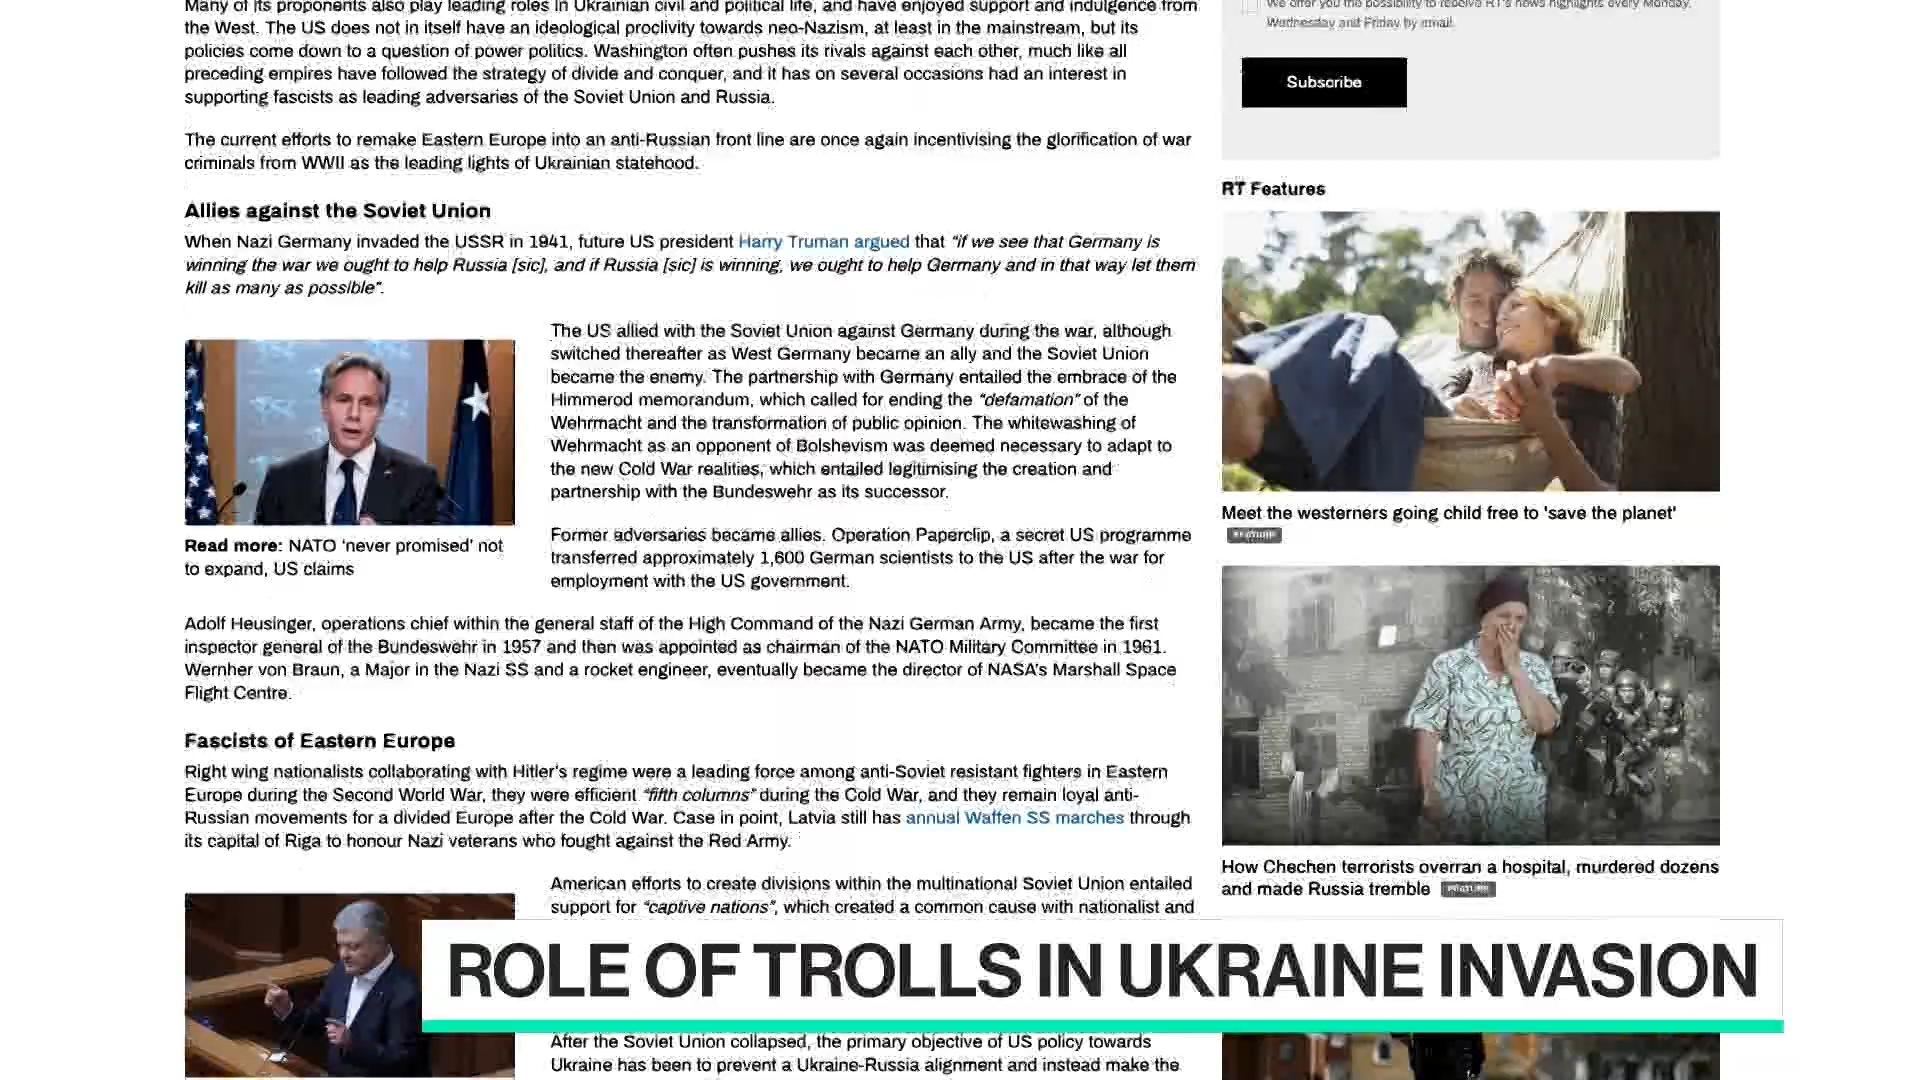 Many of its proponents also play leading roles in Ukrainian civil and political life, and have enjoyed support and indulgence from
the West. The US does not in itself have an ideological proclivity towards neo-Nazism, at least in the mainstream, but its
policies come down to a question of power politics. Washington often pushes its rivals against each other, much like all
preceding empires have followed the strategy of divide and conquer, and it has on several occasions had an interest in
supporting fascists as leading adversaries of the Soviet Union and Russia.
The current efforts to remake Eastern Europe into an anti-Russian front line are once again incentivising the glorification of war
criminals from WWII as the leading lights of Ukrainian statehood.
Allies against the Soviet Union
When Nazi Germany invaded the USSR in 1941, future US president Harry Truman argued that “if we see that Germany is
winning the war we ought to help Russia [sic], and if Russia [sic] is winning, we ought to help Germany and in that way let them
kill as many as possible”.
The US allied with the Soviet Union against Germany during the war, although
switched thereafter as West Germany became an ally and the Soviet Union
became the enemy. The partnership with Germany entailed the embrace of the
Himmerod memorandum, which called for ending the “defamation” of the
Wehrmacht and the transformation of public opinion. The whitewashing of
Wehrmacht as an opponent of Bolshevism was deemed necessary to adapt to
the new Cold War realities, which entailed legitimising the creation and
partnership with the Bundeswehr as its successor.
Read more: NATO ‘never promised’ not
to expand, US claims
Former adversaries became allies. Operation Paperclip, a secret US programme
transferred approximately 1,600 German scientists to the US after the war for
employment with the US government.
Adolf Heusinger, operations chief within the general staff of the High Command of the Nazi German Army, became the first
inspector general of the Bundeswehr in 1957 and then was appointed as chairman of the NATO Military Committee in 1961.
Wernher von Braun, a Major in the Nazi SS and a rocket engineer, eventually became the director of NASA's Marshall Space
Flight Centre.
Fascists of Eastern Europe
Right wing nationalists collaborating with Hitler's regime were a leading force among anti-Soviet resistant fighters in Eastern
Europe during the Second World War, they were efficient “fifth columns” during the Cold War, and they remain loyal anti-
Russian movements for a divided Europe after the Cold War. Case in point, Latvia still has annual Waffen SS marches through
its capital of Riga to honour Nazi veterans who fought against the Red Army.
American efforts to create divisions within the multinational Soviet Union entailed
support for “captive nations”, which created a common cause with nationalist and
After the Soviet Union collapsed, the primary objective of US policy towards
Ukraine has been to prevent a Ukraine-Russia alignment and instead make the
We offer you the possibility to receive RT's news highlights every Monday,
Wednesday and Friday by email.
Subscribe
RT Features
Meet the westerners going child free to 'save the planet'
FEATURE
How Chechen terrorists overran a hospital, murdered dozens
and made Russia tremble FEATURE
ROLE OF TROLLS IN UKRAINE INVASION